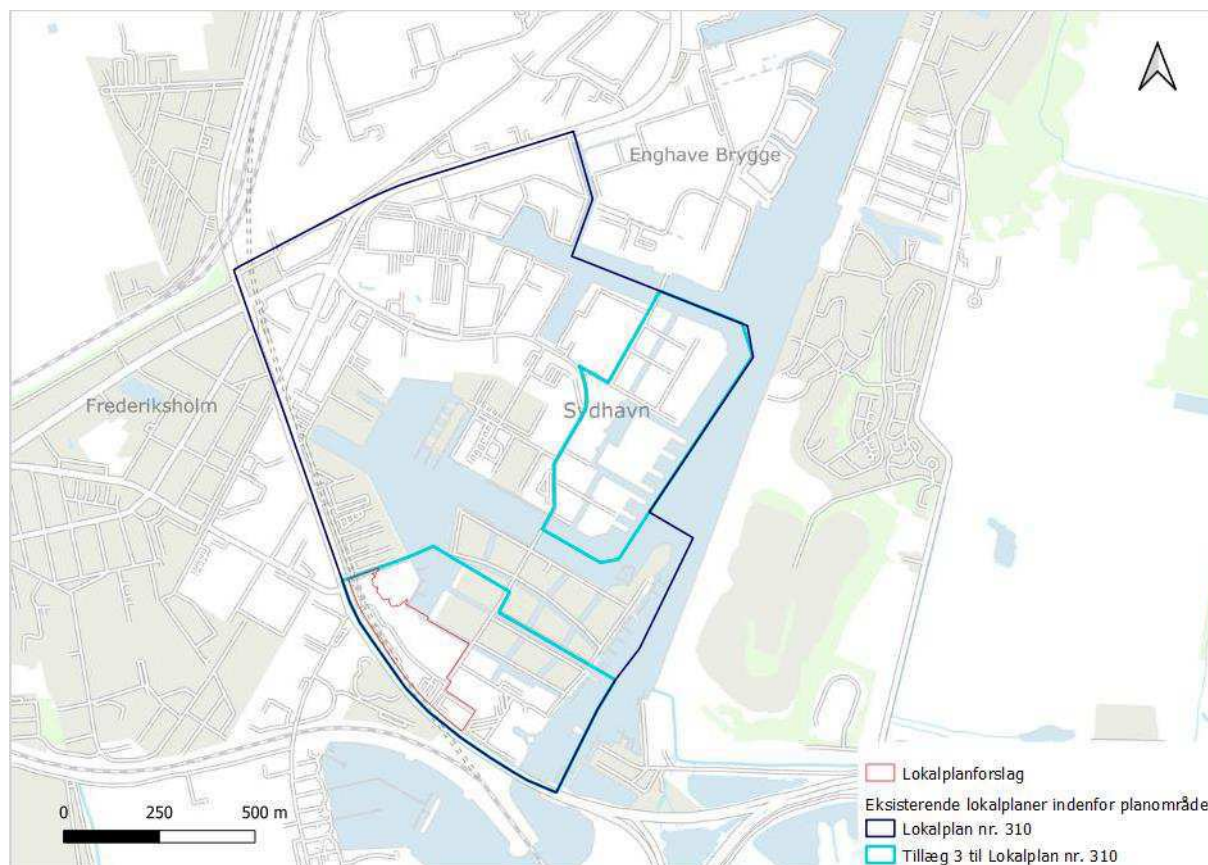 Enghave Brygge
Frederiksholm
Sydhavn
0 250 500 m
Lokalplanforslag
Eksisterende lokalplaner indenfor planområde
Lokalplan nr. 310
Tillæg 3 til Lokalplan nr. 310